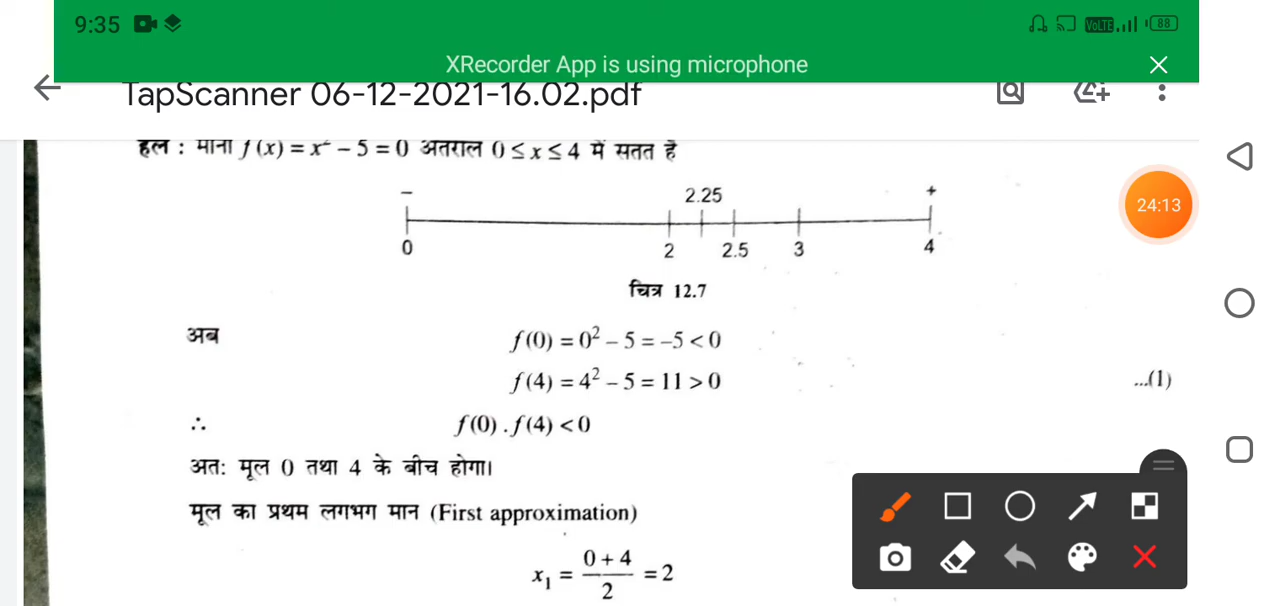 9:35
VoLTE
88
XRecorder App is using microphone
TapScanner 06-12-2021-16.02.pdf
24:13
हल : माना f (x) = x² – 5 = 0 अंतराल 0 ≤ x ≤ 4 में सतत है
–
2.25
+
0
2
2.5
3
4
चित्र 12.7
अब
f (0) = 0² – 5 = –5 < 0
f (4) = 4² – 5 = 11 > 0
...(1)
∴ f (0) . f (4) < 0
अत: मूल 0 तथा 4 के बीच होगा।
मूल का प्रथम लगभग मान (First approximation)
x₁ = (0 + 4)/2 = 2